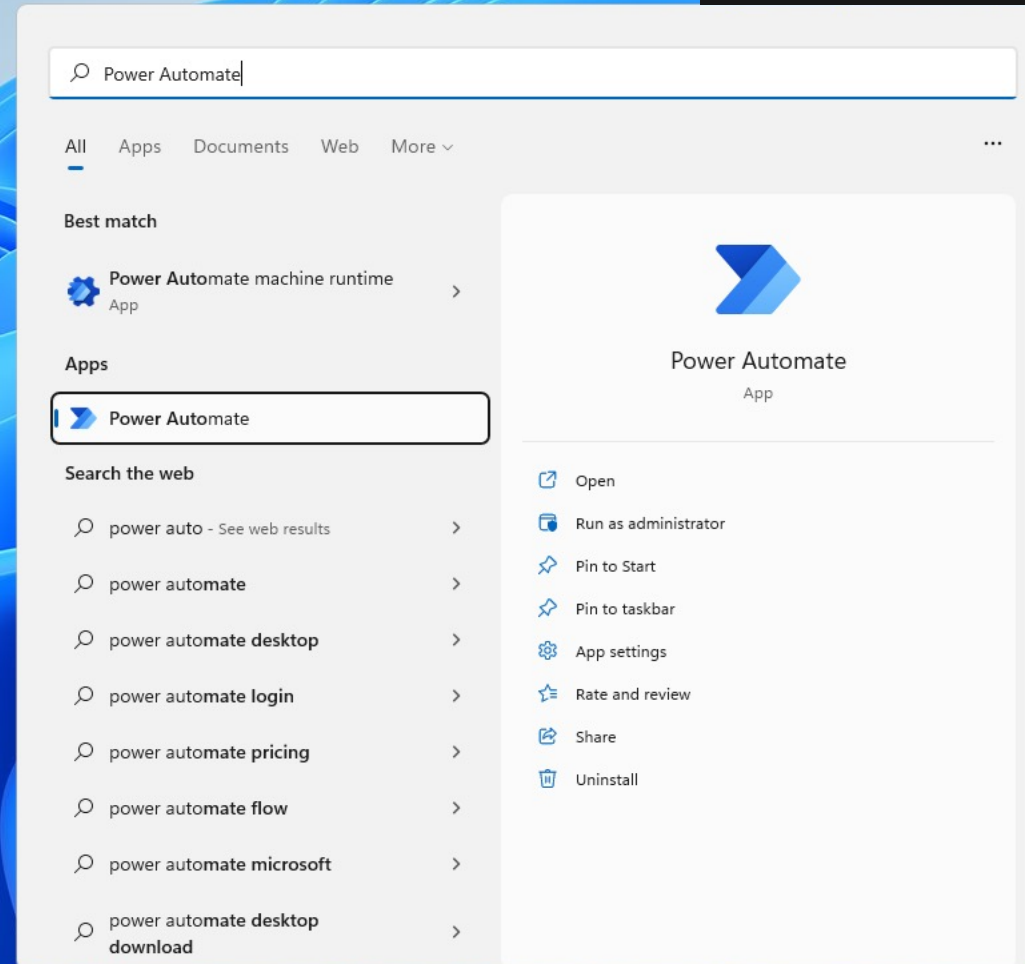 Power Automate
All Apps Documents Web More
Best match
Power Automate machine runtime
App
Apps
Power Automate
Search the web
power auto - See web results
power automate
power automate desktop
power automate login
power automate pricing
power automate flow
power automate microsoft
power automate desktop
download
Power Automate
App
Open
Run as administrator
Pin to Start
Pin to taskbar
App settings
Rate and review
Share
Uninstall